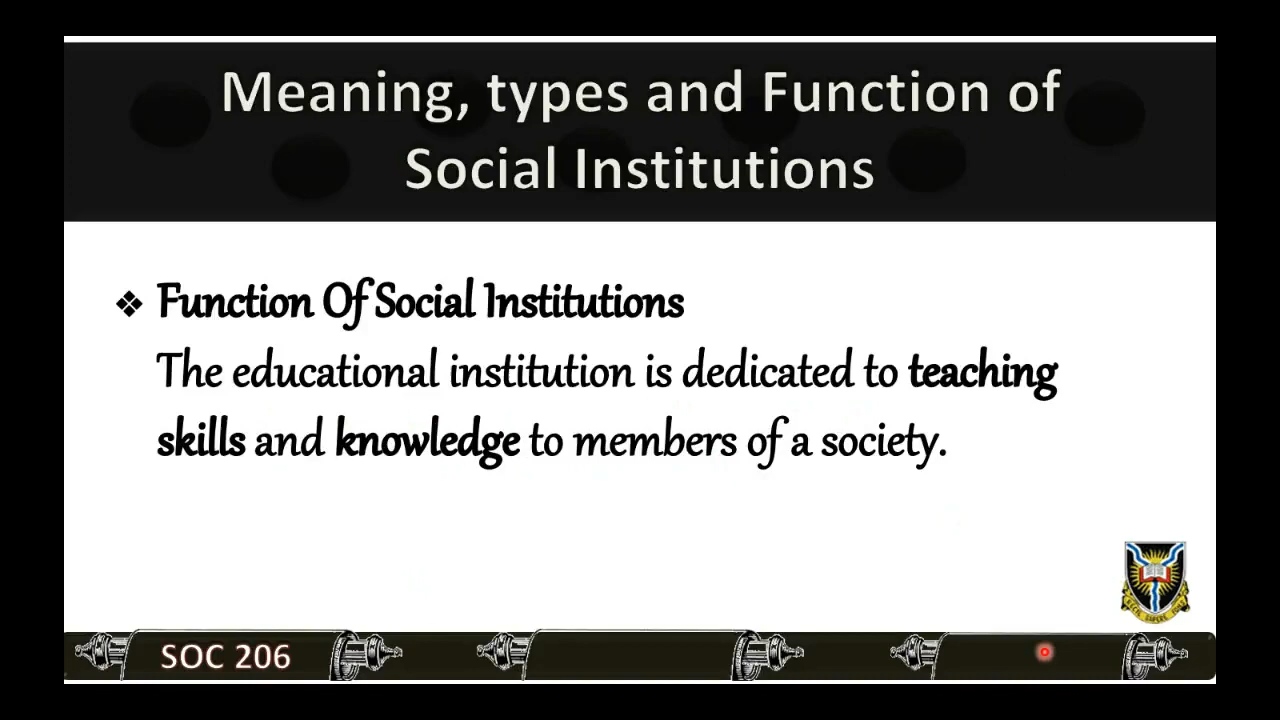 Meaning, types and Function of
Social Institutions
❖ Function Of Social Institutions
The educational institution is dedicated to teaching
skills and knowledge to members of a society.
SOC 206